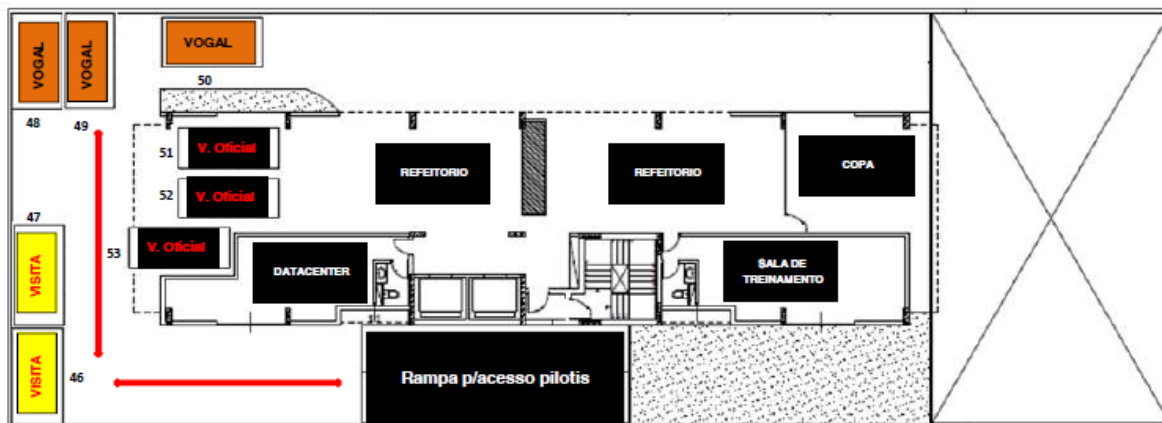 VOGAL
VOGAL
VOGAL
50
48
49
51
V. Oficial
REFEITORIO
REFEITORIO
COPA
52
V. Oficial
47
53
V. Oficial
VISITA
DATACENTER
SALA DE
TREINAMENTO
VISITA
46
Rampa p/acesso pilotis